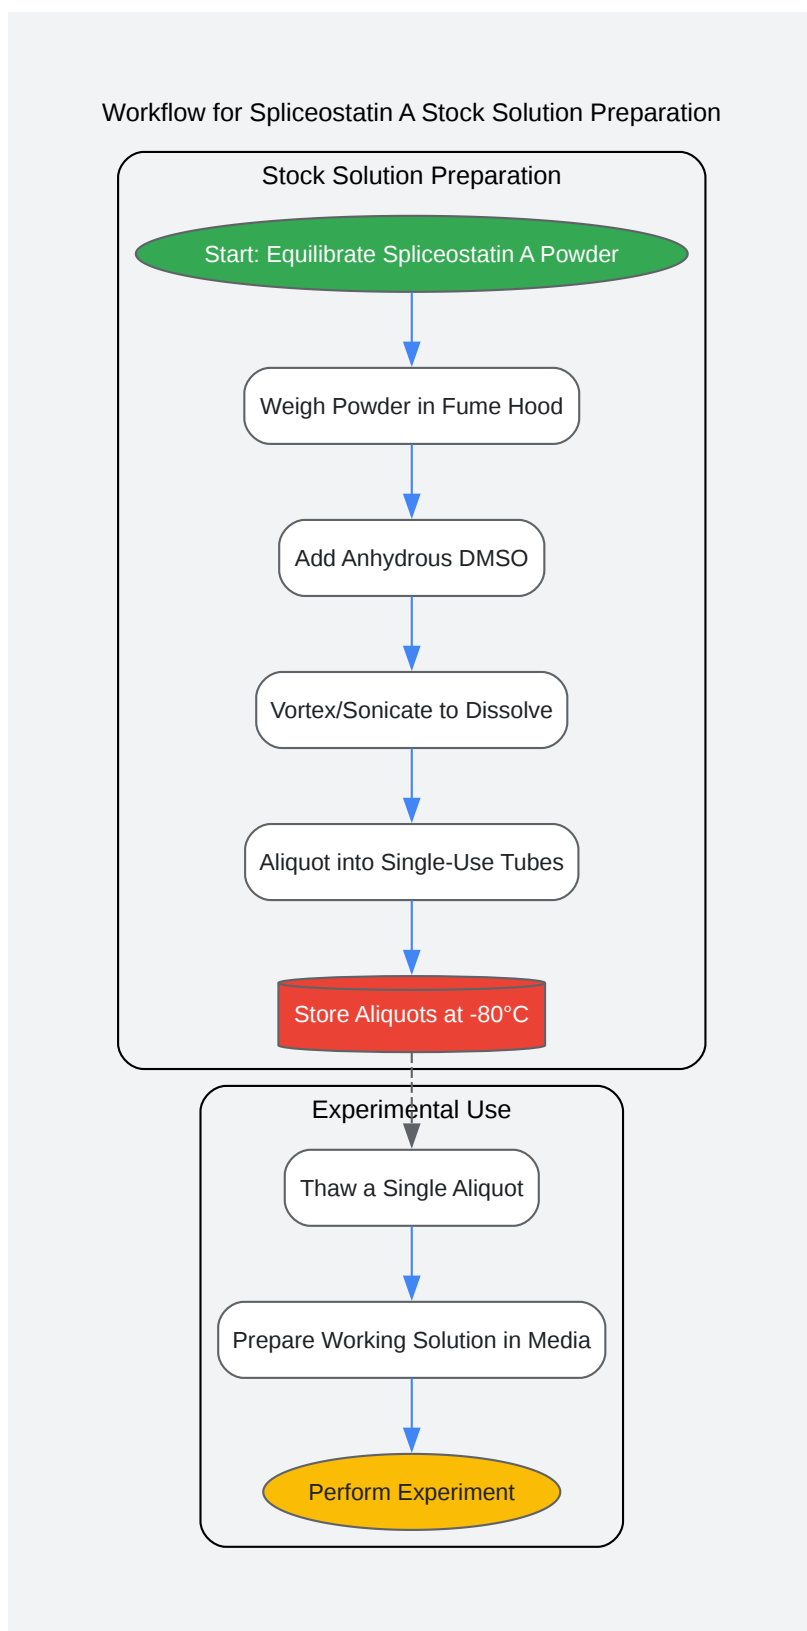 Workflow for Spliceostatin A Stock Solution Preparation
Stock Solution Preparation
Start: Equilibrate Spliceostatin A Powder
Weigh Powder in Fume Hood
Add Anhydrous DMSO
Vortex/Sonicate to Dissolve
Aliquot into Single-Use Tubes
Store Aliquots at -80°C
Experimental Use
Thaw a Single Aliquot
Prepare Working Solution in Media
Perform Experiment